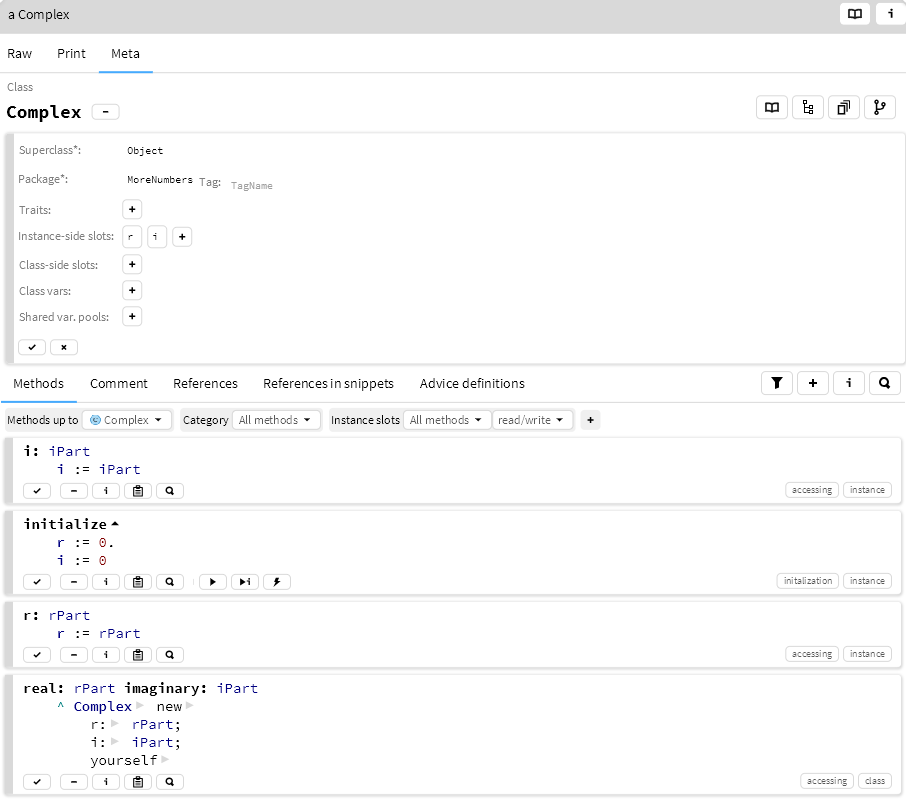 a Complex
Raw Print Meta
Class
Complex
Superclass*: Object
Package*: MoreNumbers Tag: TagName
Traits: +
Instance-side slots: r i +
Class-side slots: +
Class vars: +
Shared var. pools: +
Methods Comment References References in snippets Advice definitions
Methods up to Complex Category All methods Instance slots All methods read/write +
i: iPart
i := iPart
accessing instance
initialize
r := 0.
i := 0
initalization instance
r: rPart
r := rPart
accessing instance
real: rPart imaginary: iPart
^ Complex new
r: rPart;
i: iPart;
yourself
accessing class